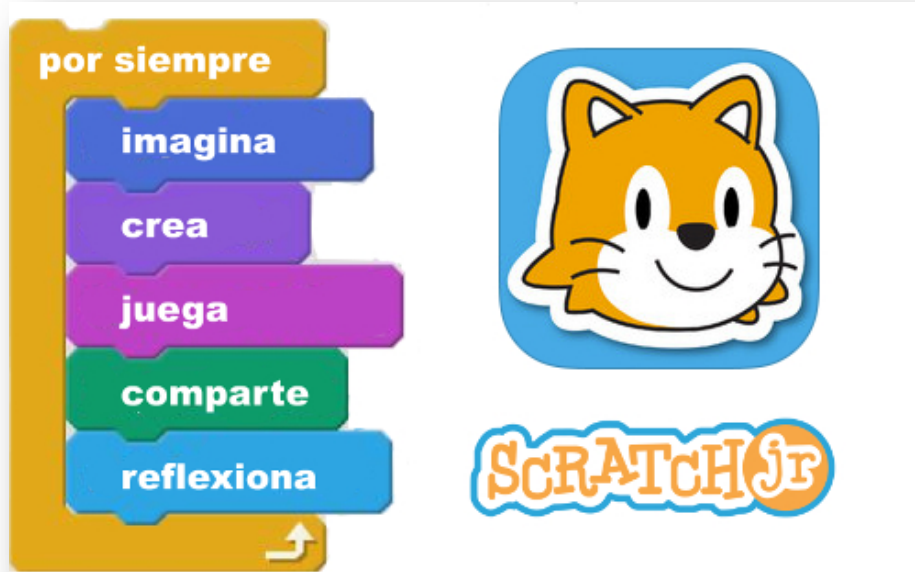 por siempre
imagina
crea
juega
comparte
reflexiona
SCRATCH jr